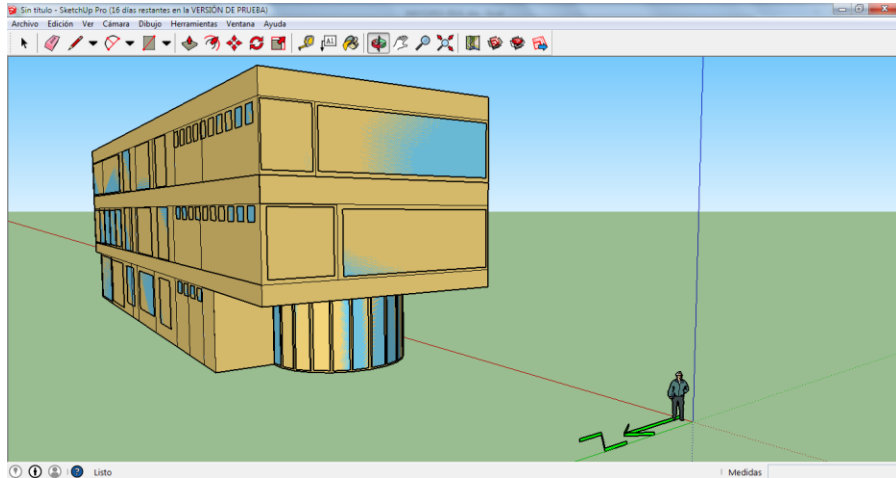 Sin título - SketchUp Pro (16 días restantes en la VERSIÓN DE PRUEBA)
Archivo Edición Ver Cámara Dibujo Herramientas Ventana Ayuda
A1
Listo
Medidas